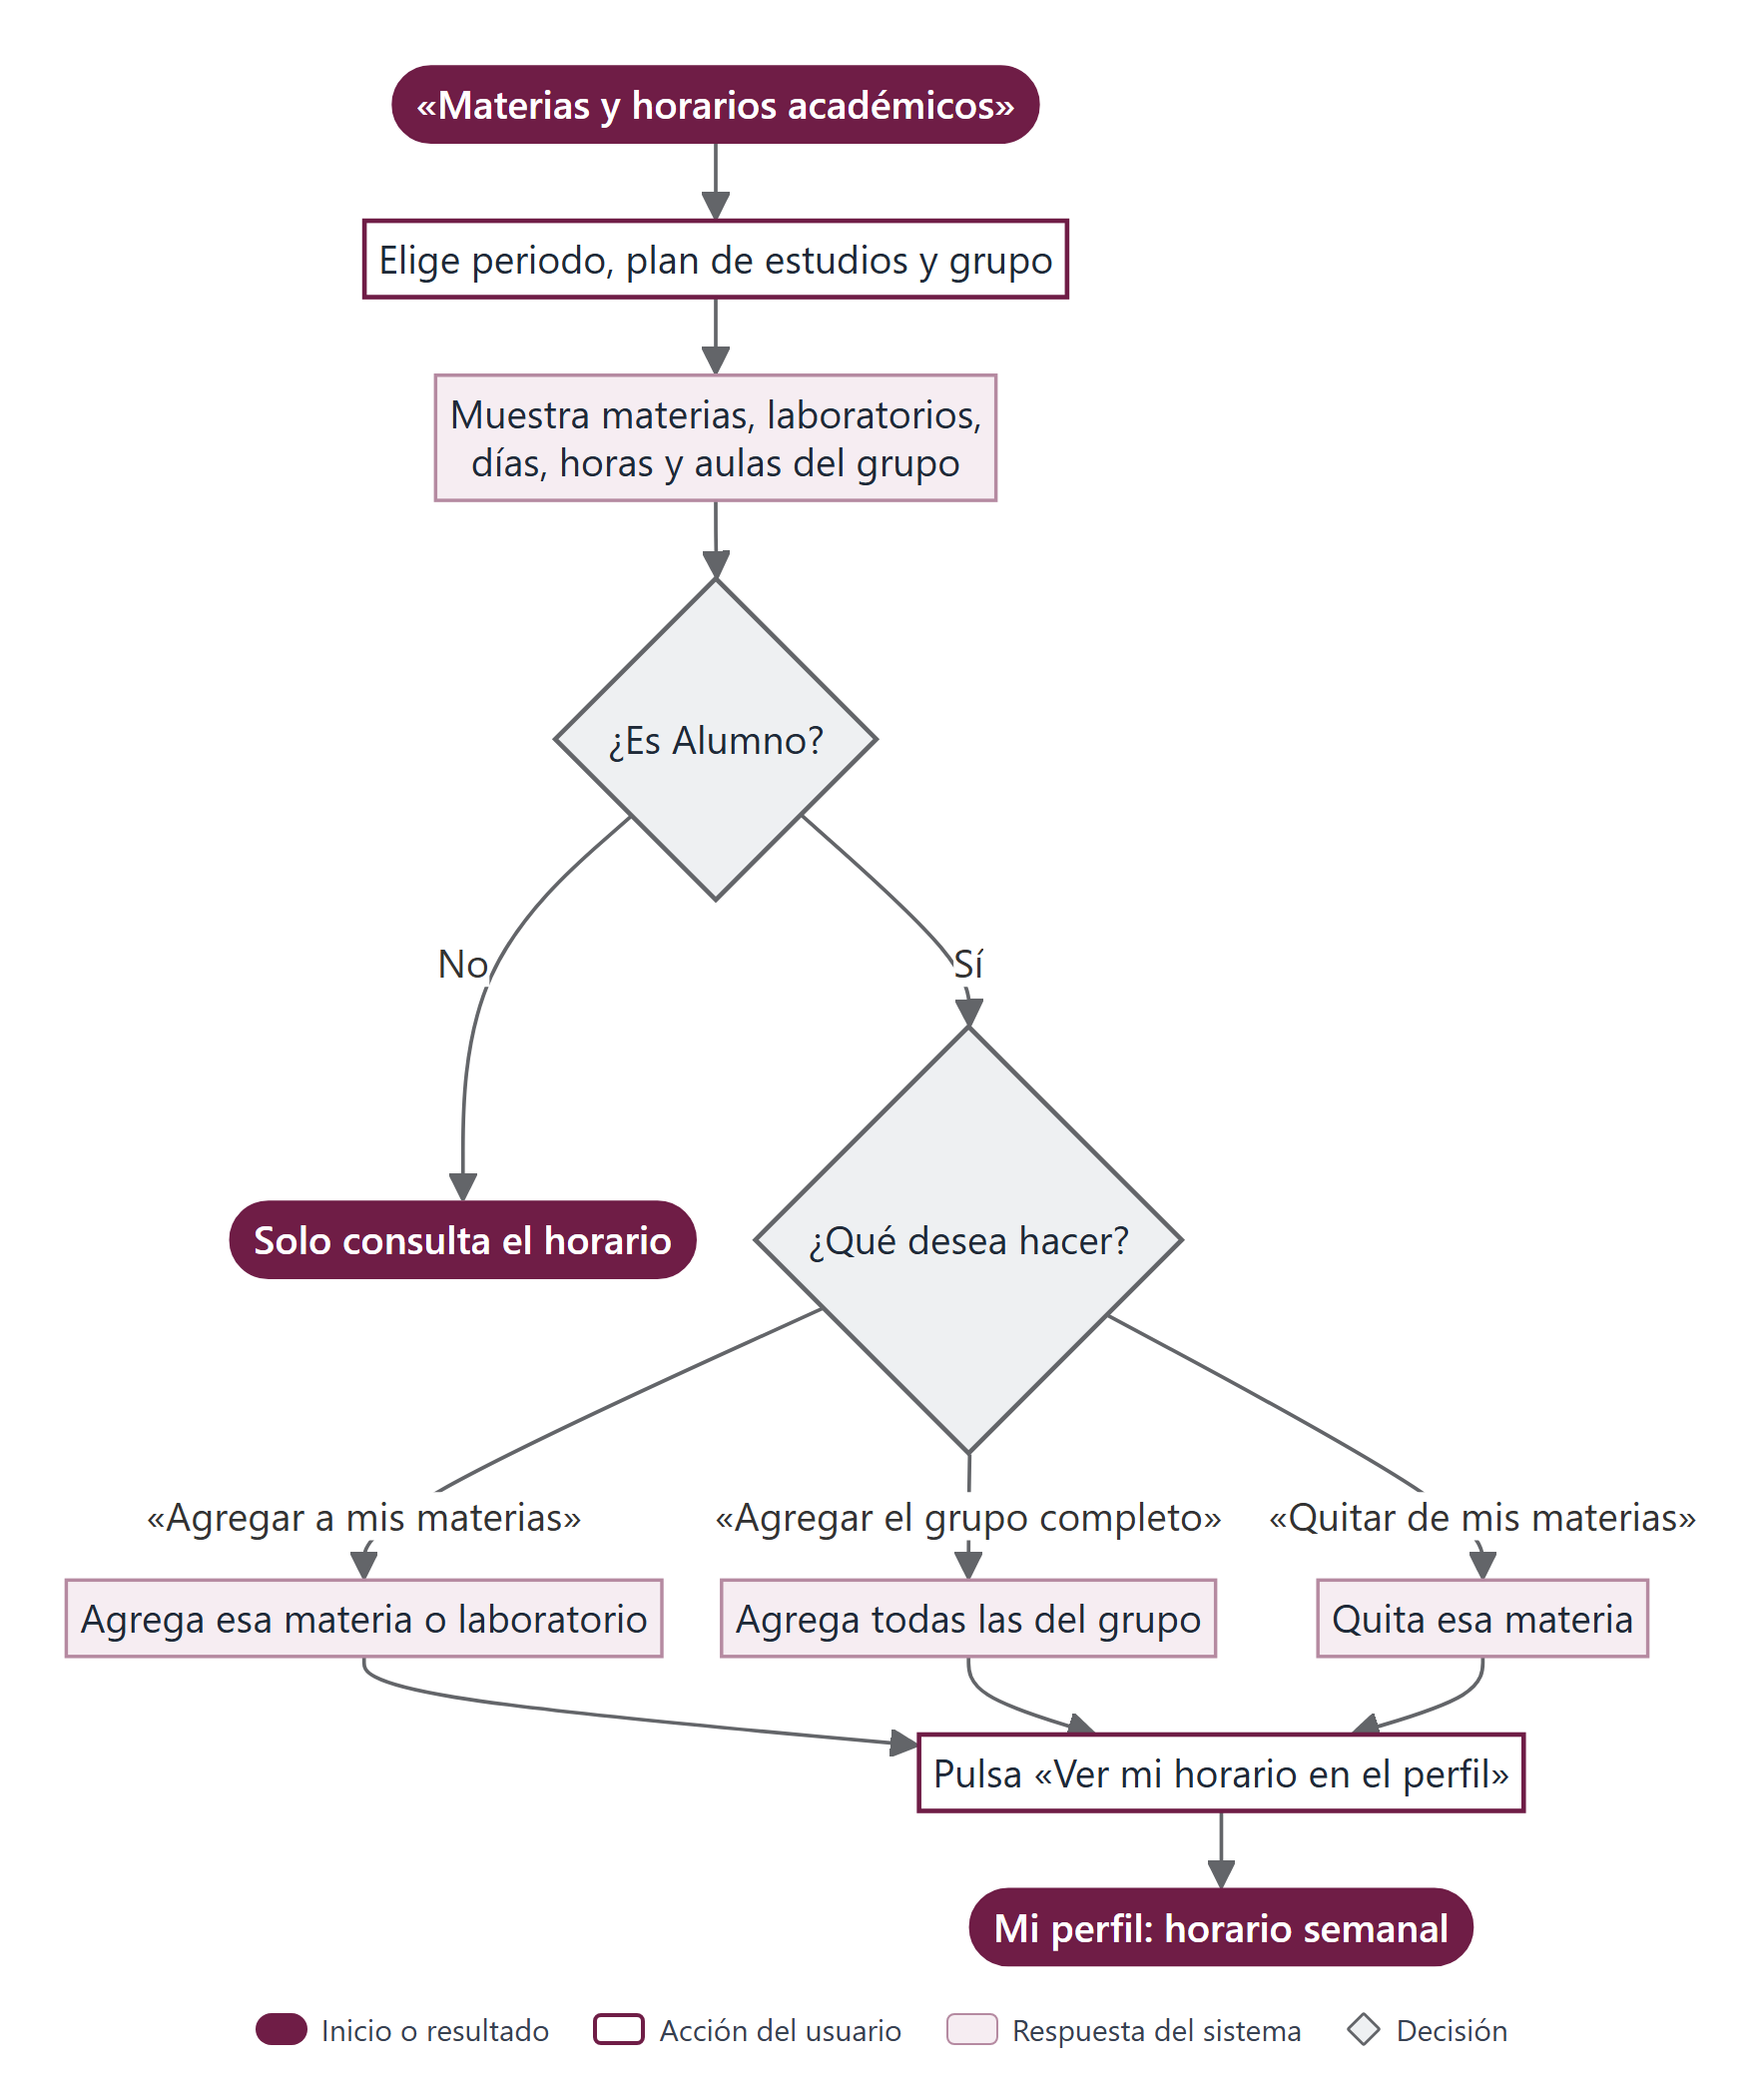 «Materias y horarios académicos»
Elige periodo, plan de estudios y grupo
Muestra materias, laboratorios,
días, horas y aulas del grupo
¿Es Alumno?
No
Sí
Solo consulta el horario
¿Qué desea hacer?
«Agregar a mis materias»
«Agregar el grupo completo»
«Quitar de mis materias»
Agrega esa materia o laboratorio
Agrega todas las del grupo
Quita esa materia
Pulsa «Ver mi horario en el perfil»
Mi perfil: horario semanal
Inicio o resultado
Acción del usuario
Respuesta del sistema
Decisión